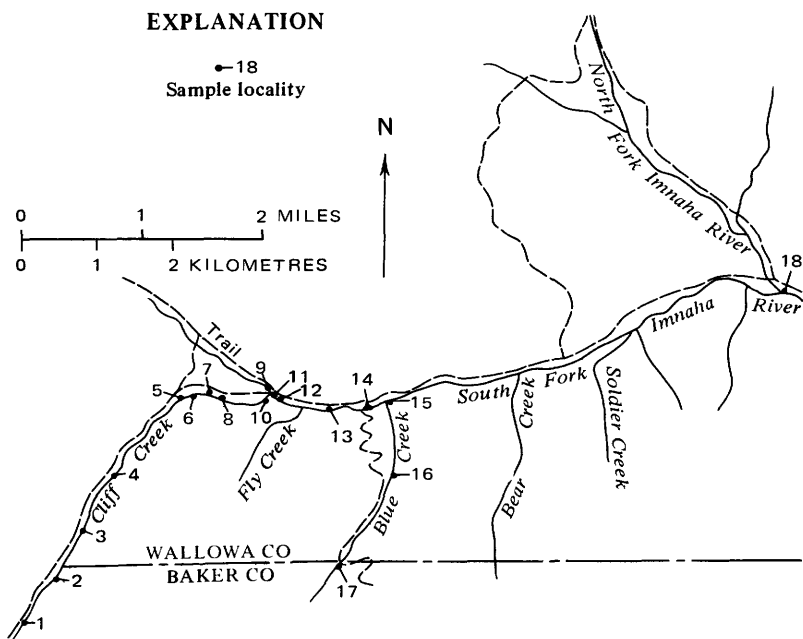 EXPLANATION
18
Sample locality
N
0 1 2 MILES
0 1 2 KILOMETRES
North Fork Imnaha River
18
South Fork Imnaha River
Trail
9
11
12
10
7
5
6
8
13
14
15
Cliff Creek
4
Fly Creek
Blue Creek
16
Bear Creek
Soldier Creek
3
WALLOWA CO
BAKER CO
2
17
1